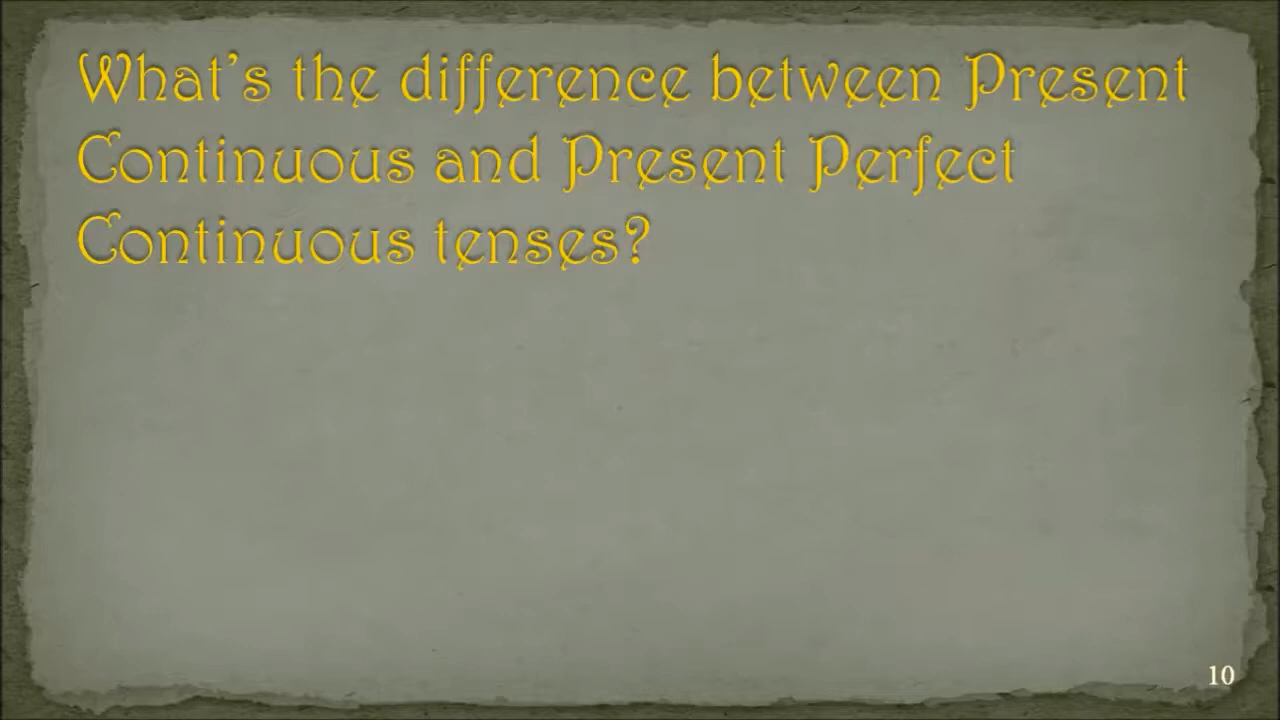 What’s the difference between Present
Continuous and Present Perfect
Continuous tenses?
10